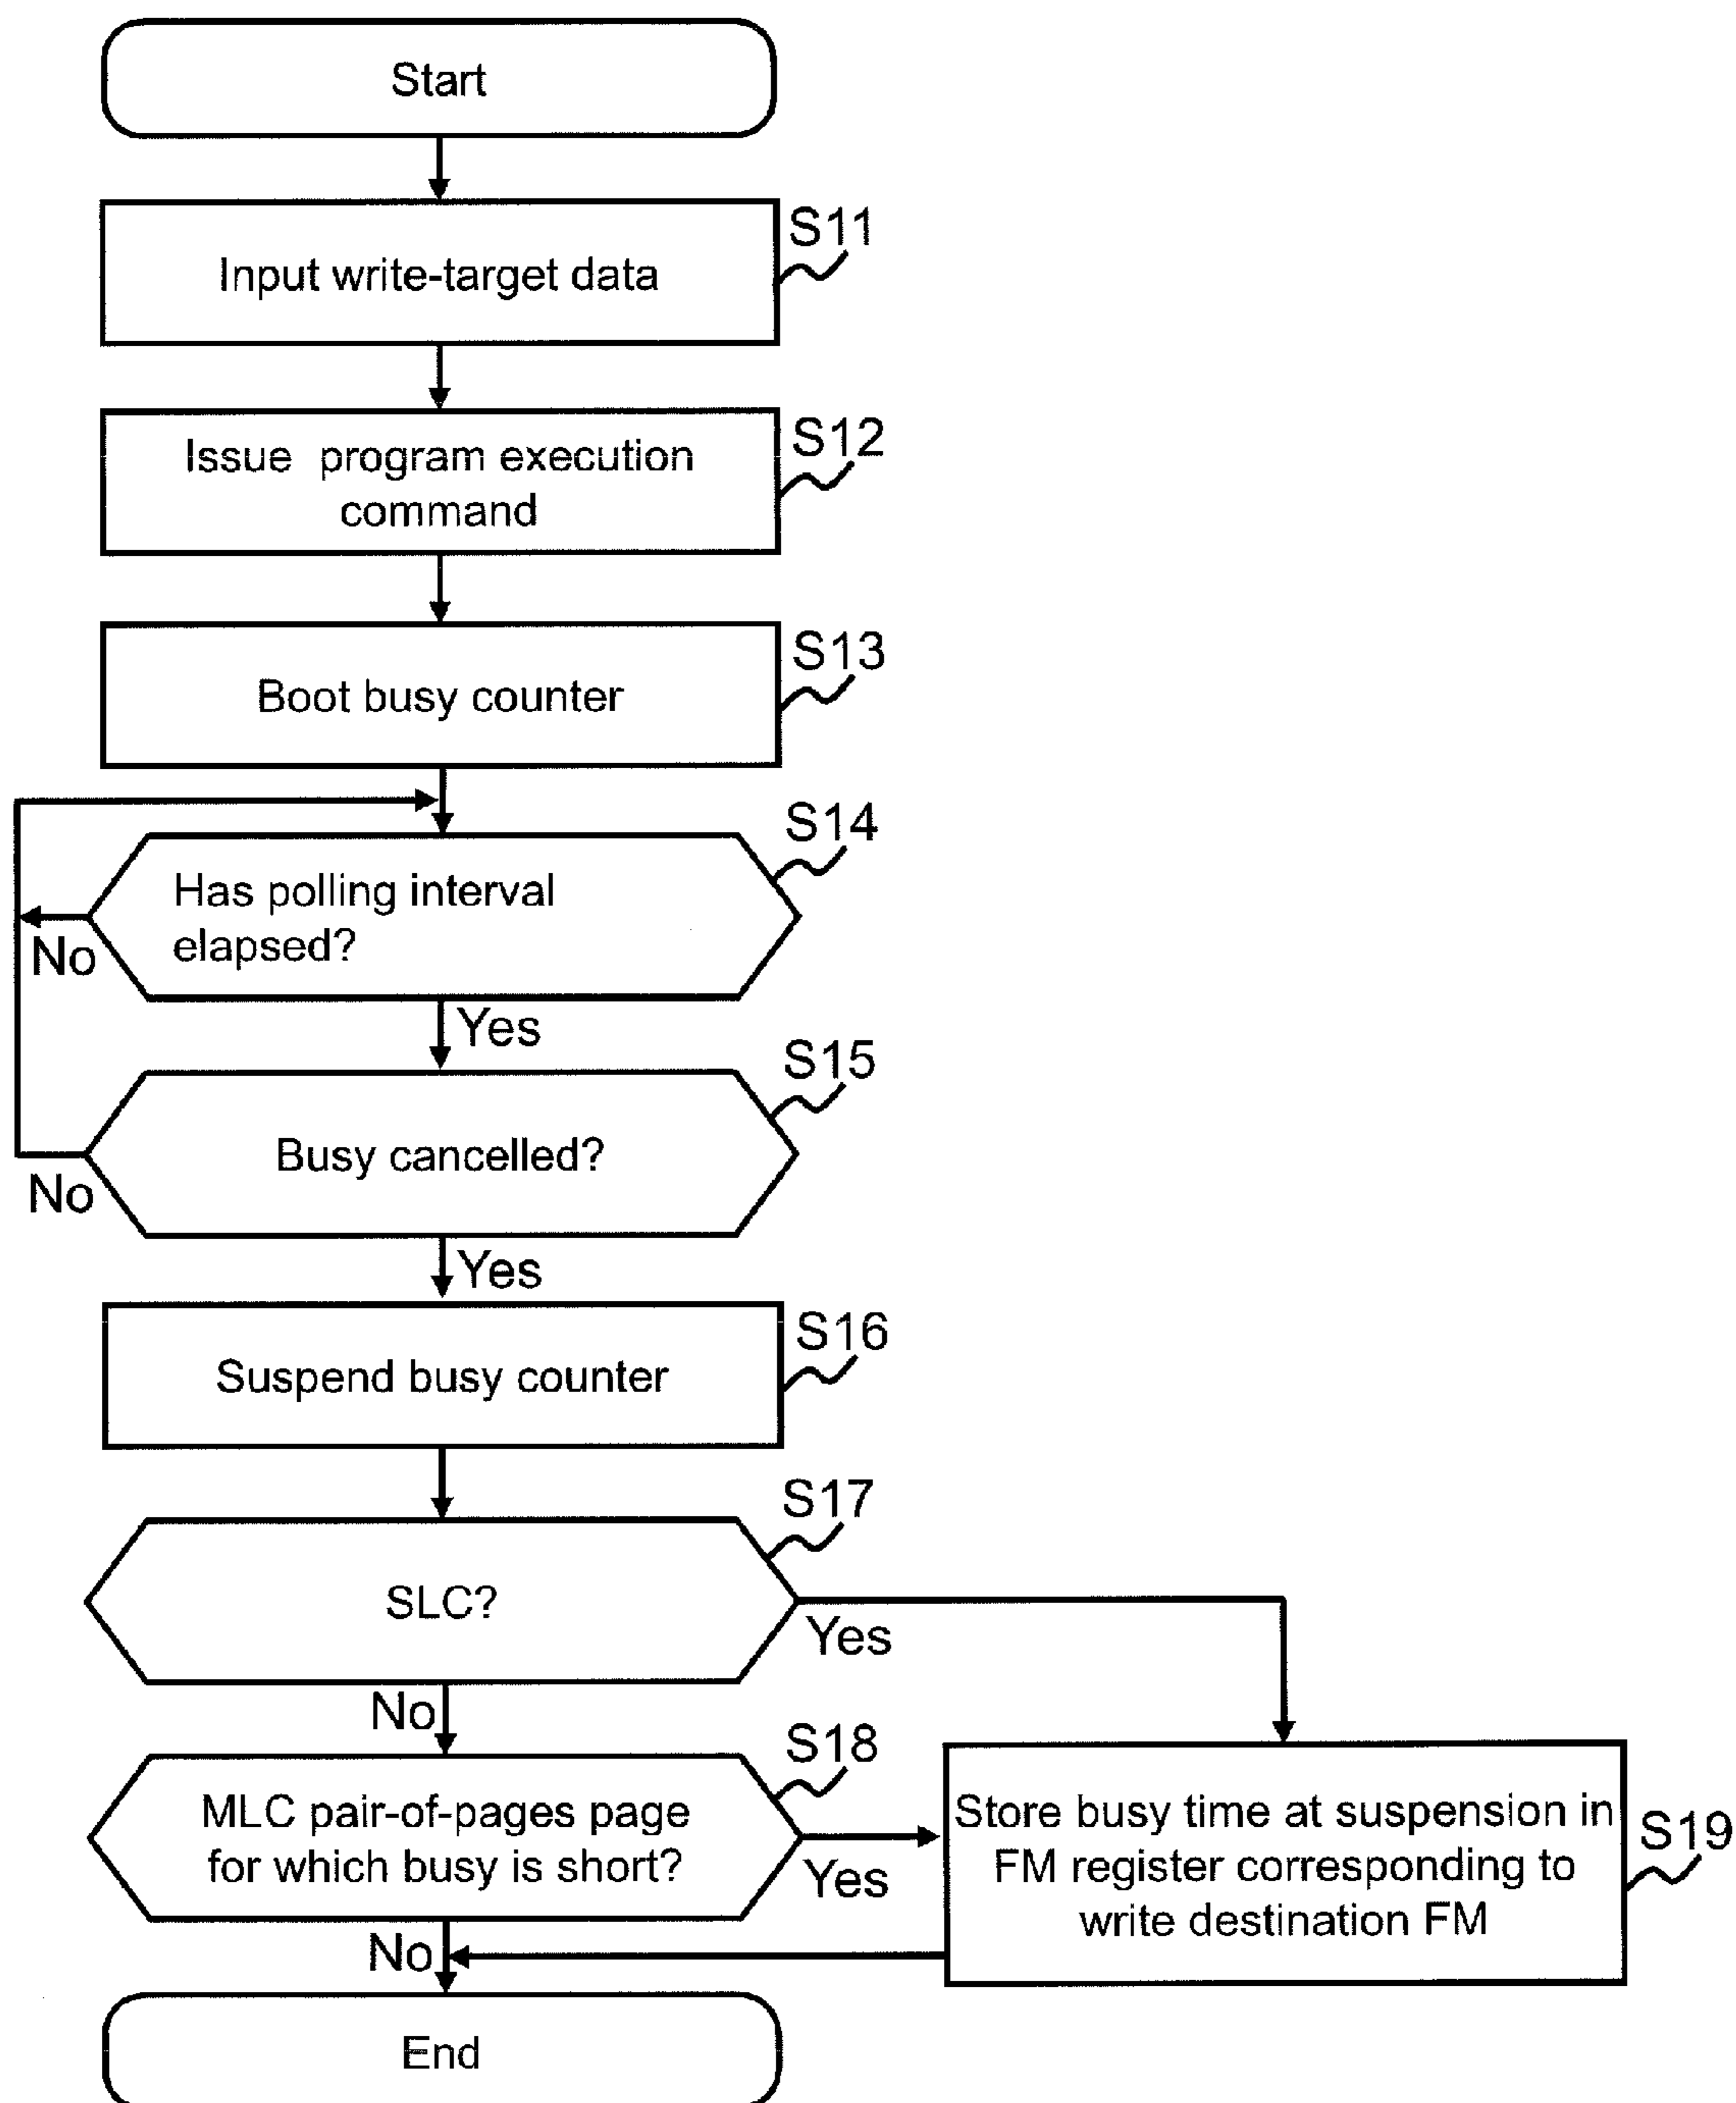 Start
S11
Input write-target data
S12
Issue program execution
command
S13
Boot busy counter
S14
Has polling interval
elapsed?
No
Yes
S15
Busy cancelled?
No
Yes
S16
Suspend busy counter
S17
SLC?
Yes
No
S18
MLC pair-of-pages page
for which busy is short?
Yes
No
Store busy time at suspension in
FM register corresponding to
write destination FM
S19
End